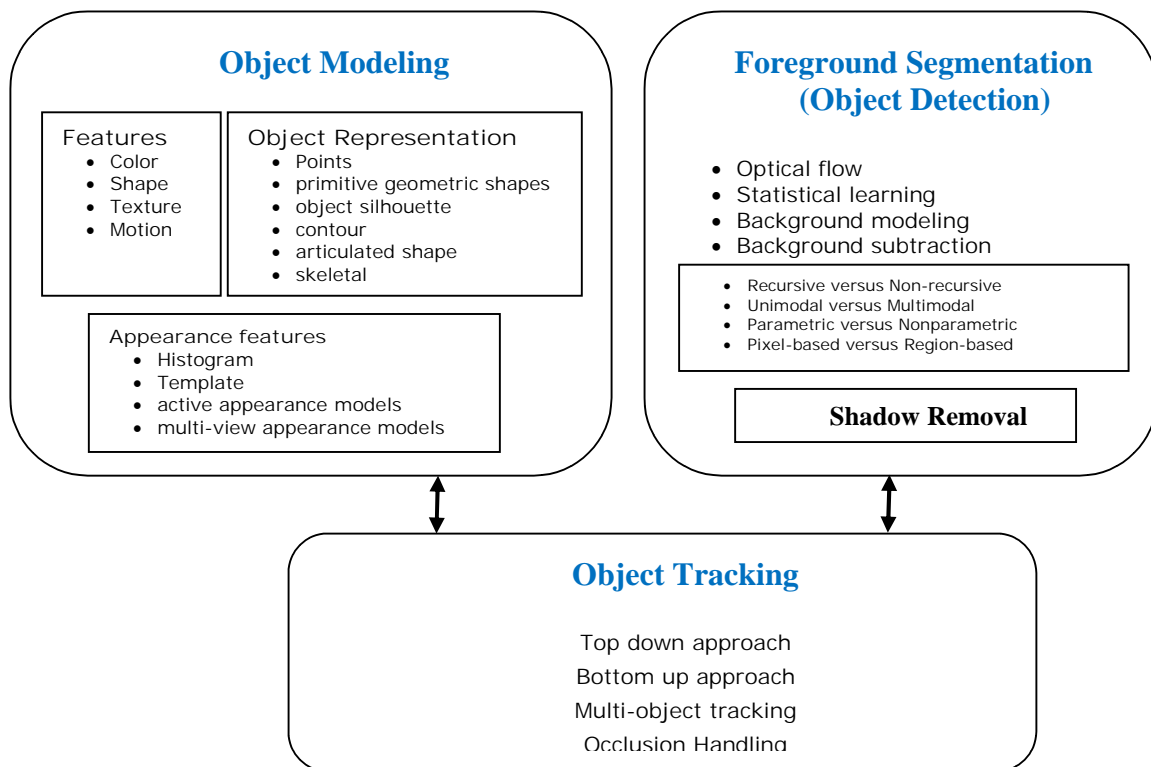 Object Modeling
Features
• Color
• Shape
• Texture
• Motion
Object Representation
• Points
• primitive geometric shapes
• object silhouette
• contour
• articulated shape
• skeletal
Appearance features
• Histogram
• Template
• active appearance models
• multi-view appearance models
Foreground Segmentation
(Object Detection)
• Optical flow
• Statistical learning
• Background modeling
• Background subtraction
• Recursive versus Non-recursive
• Unimodal versus Multimodal
• Parametric versus Nonparametric
• Pixel-based versus Region-based
Shadow Removal
Object Tracking
Top down approach
Bottom up approach
Multi-object tracking
Occlusion Handling